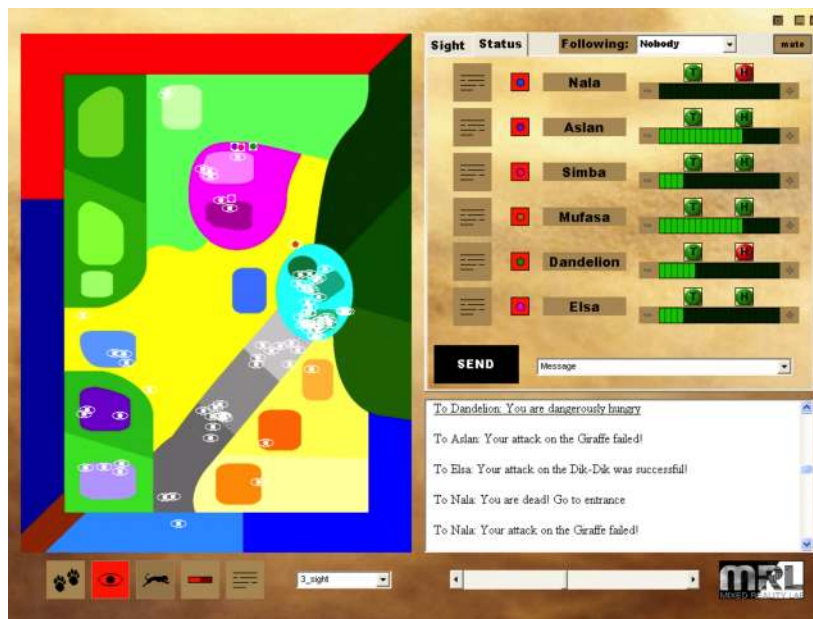 Sight Status Following: Nobody mute
Nala T H
Aslan T H
Simba T H
Mufasa T H
Dandelion T H
Elsa T H
SEND Message
To Dandelion: You are dangerously hungry
To Aslan: Your attack on the Giraffe failed!
To Elsa: Your attack on the Dik-Dik was successful!
To Nala: You are dead! Go to entrance
To Nala: Your attack on the Giraffe failed!
3_sight
MRL
MIXED REALITY LAB